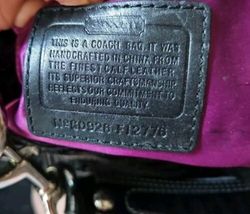 THIS IS A COACH BAG. IT WAS
HANDCRAFTED IN CHINA, FROM
THE FINEST CALF LEATHER
ITS SUPERIOR CRAFTSMANSHIP
REFLECTS OUR COMMITMENT TO
ENDURING QUALITY.
F12776